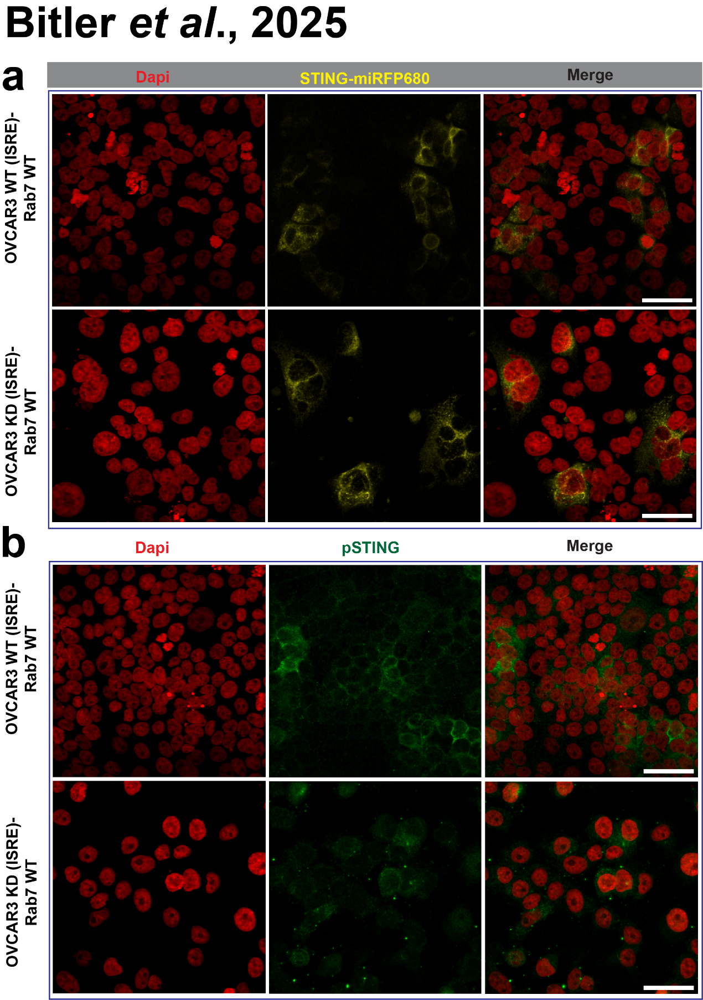 Bitler et al., 2025
a
Dapi
STING-miRFP680
Merge
OVCAR3 WT (ISRE)-
Rab7 WT
OVCAR3 KD (ISRE)-
Rab7 WT
b
Dapi
pSTING
Merge
OVCAR3 WT (ISRE)-
Rab7 WT
OVCAR3 KD (ISRE)-
Rab7 WT